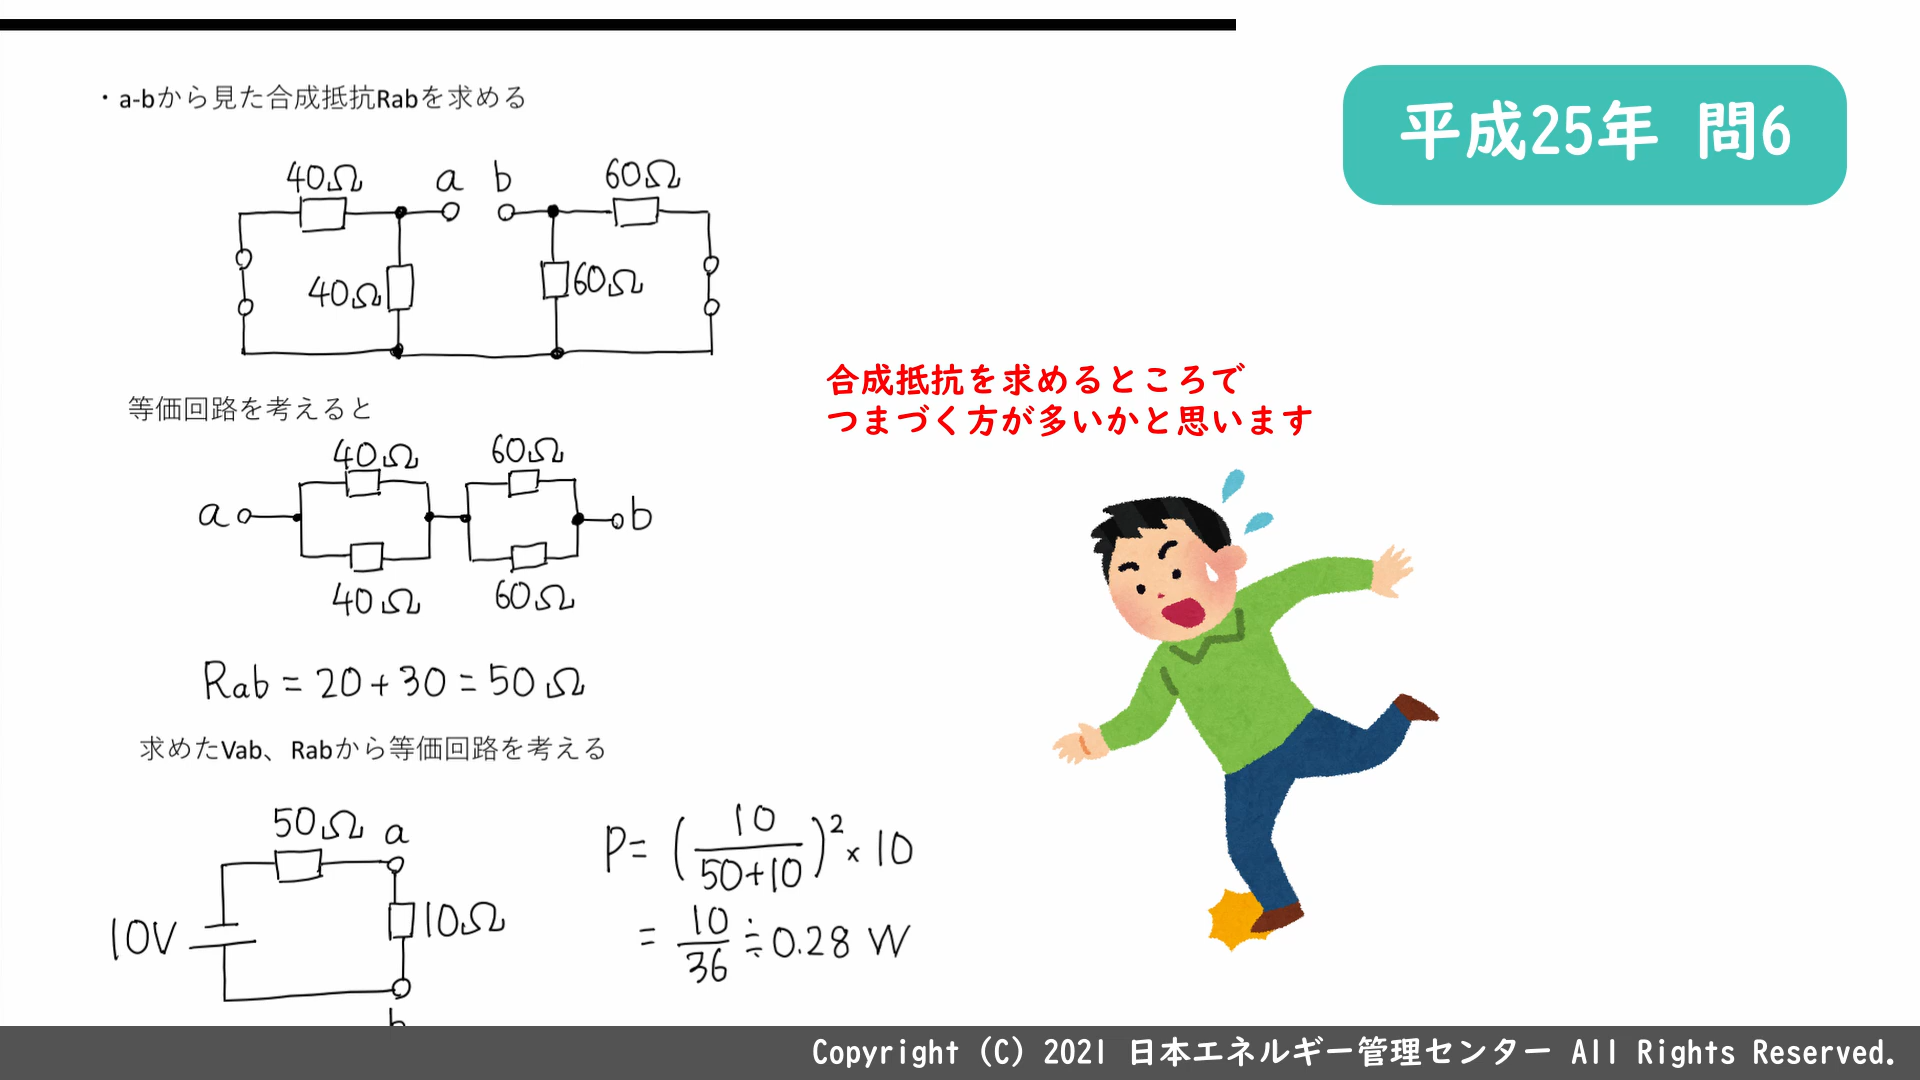 ・a-bから見た合成抵抗Rabを求める
平成25年 問6
40Ω a b 60Ω
40Ω 60Ω
合成抵抗を求めるところで
つまづく方が多いかと思います
等価回路を考えると
40Ω 60Ω
a b
40Ω 60Ω
Rab = 20 + 30 = 50 Ω
求めたVab、Rabから等価回路を考える
50Ω a
10V 10Ω
b
P = (10/(50+10))² × 10
= 10/36 ≒ 0.28 W
Copyright (C) 2021 日本エネルギー管理センター All Rights Reserved.